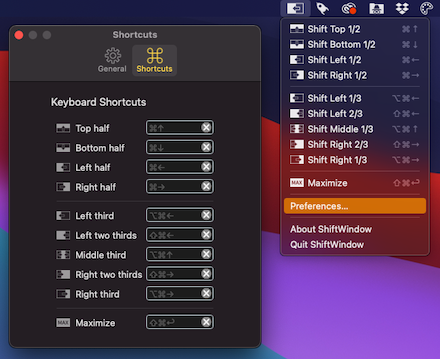 Shortcuts
General
Shortcuts
Keyboard Shortcuts
Top half ⌘↑
Bottom half ⌘↓
Left half ⌘←
Right half ⌘→
Left third ⌥⌘←
Left two thirds ⇧⌘←
Middle third ⌥⌘↑
Right two thirds ⇧⌘→
Right third ⌥⌘→
MAX Maximize ⇧⌘↩
Shift Top 1/2 ⌘↑
Shift Bottom 1/2 ⌘↓
Shift Left 1/2 ⌘←
Shift Right 1/2 ⌘→
Shift Left 1/3 ⌥⌘←
Shift Left 2/3 ⇧⌘←
Shift Middle 1/3 ⌥⌘↑
Shift Right 2/3 ⇧⌘→
Shift Right 1/3 ⌥⌘→
MAX Maximize ⇧⌘↩
Preferences...
About ShiftWindow
Quit ShiftWindow